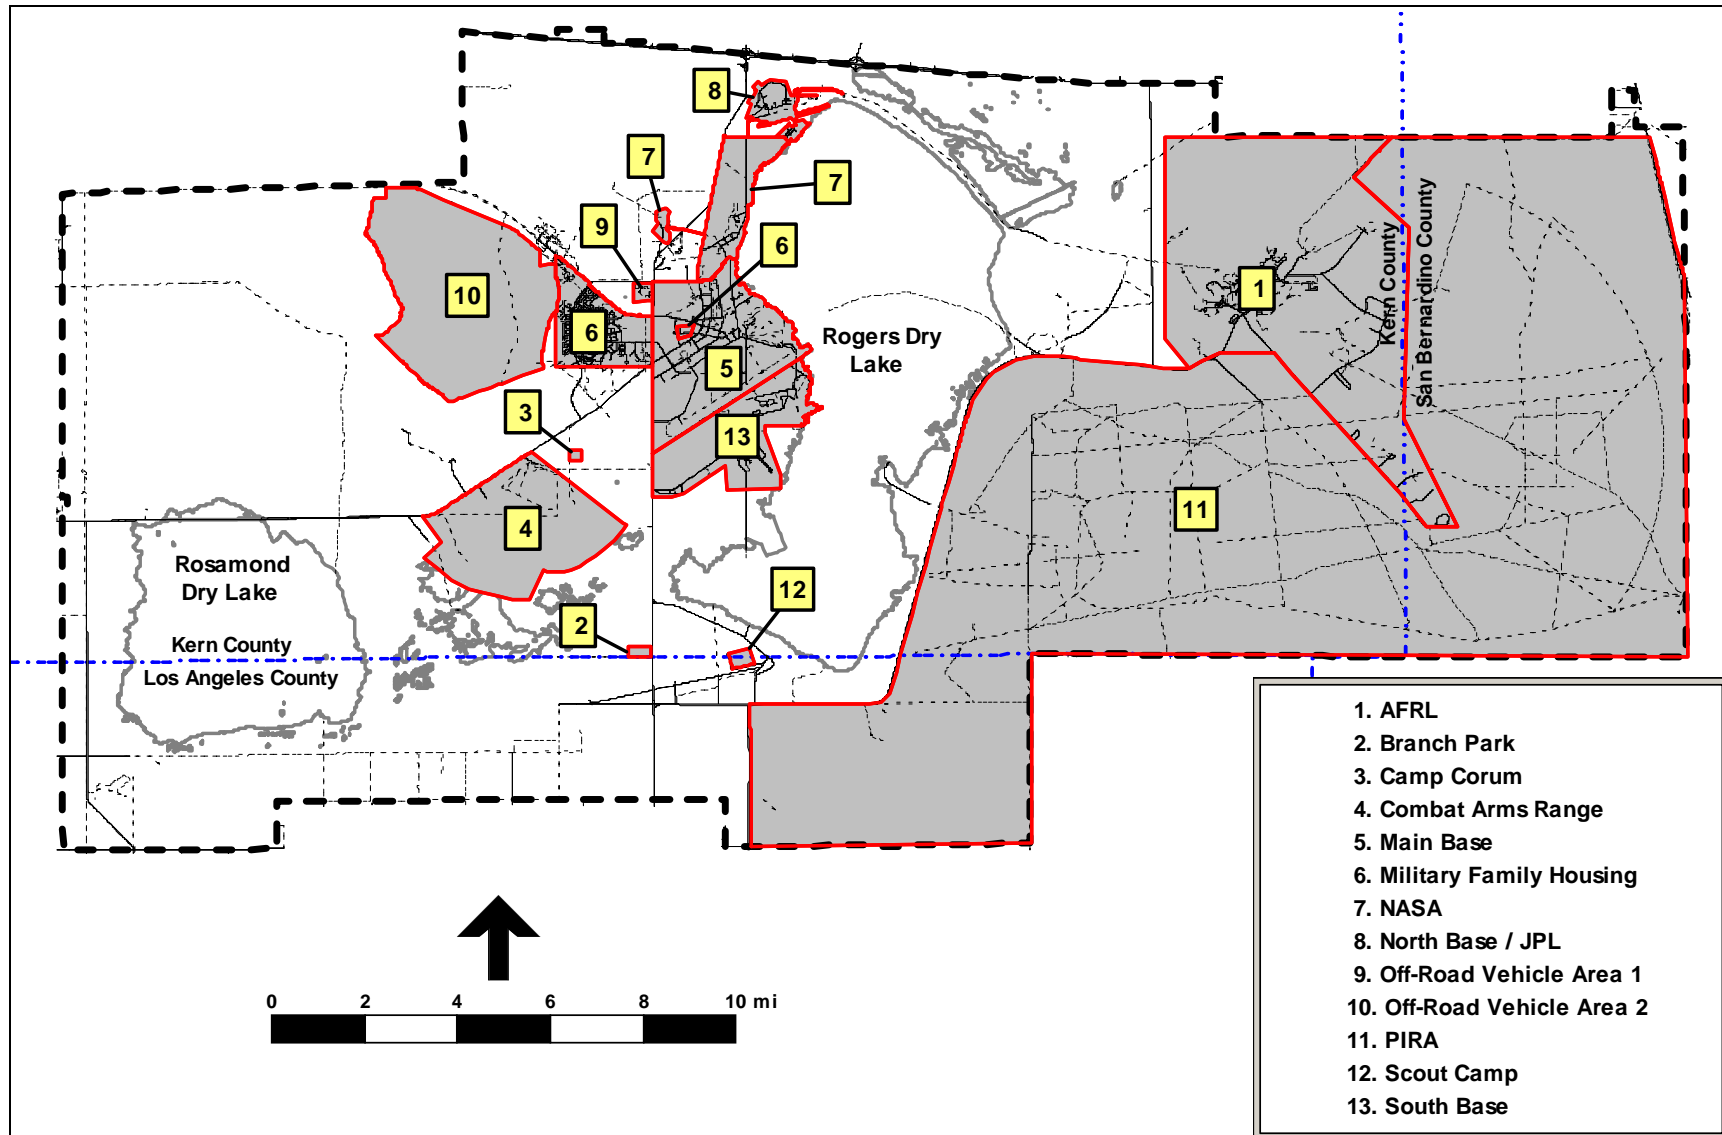 8
7
7
9
6
10
6
5
1
Kern County
San Bernardino County
Rogers Dry
Lake
3
13
4
11
Rosamond
Dry Lake
12
2
Kern County
Los Angeles County
0 2 4 6 8 10 mi
1. AFRL
2. Branch Park
3. Camp Corum
4. Combat Arms Range
5. Main Base
6. Military Family Housing
7. NASA
8. North Base / JPL
9. Off-Road Vehicle Area 1
10. Off-Road Vehicle Area 2
11. PIRA
12. Scout Camp
13. South Base